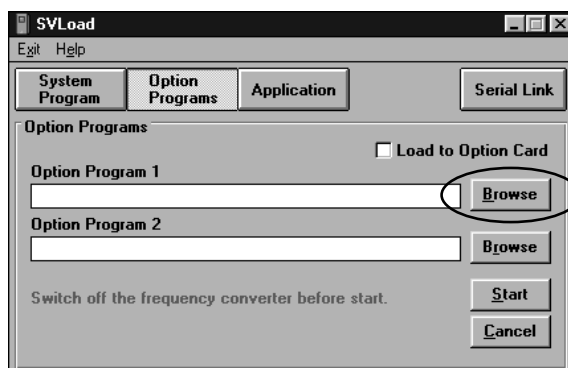 SVLoad
Exit Help
System Program
Option Programs
Application
Serial Link
Option Programs
Load to Option Card
Option Program 1
Browse
Option Program 2
Browse
Switch off the frequency converter before start.
Start
Cancel